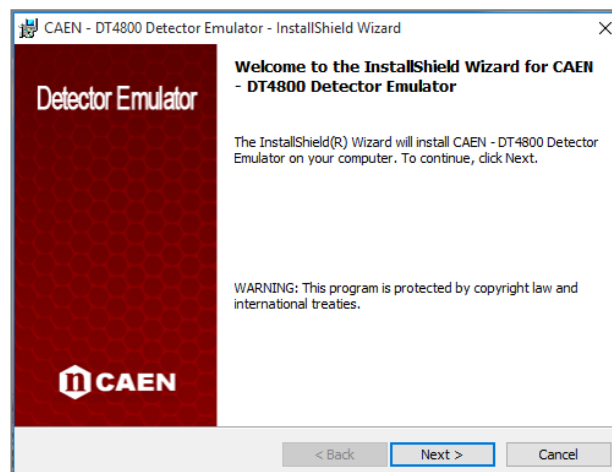 CAEN - DT4800 Detector Emulator - InstallShield Wizard
Detector Emulator
Welcome to the InstallShield Wizard for CAEN
- DT4800 Detector Emulator
The InstallShield(R) Wizard will install CAEN - DT4800 Detector
Emulator on your computer. To continue, click Next.
WARNING: This program is protected by copyright law and
international treaties.
n CAEN
< Back
Next >
Cancel